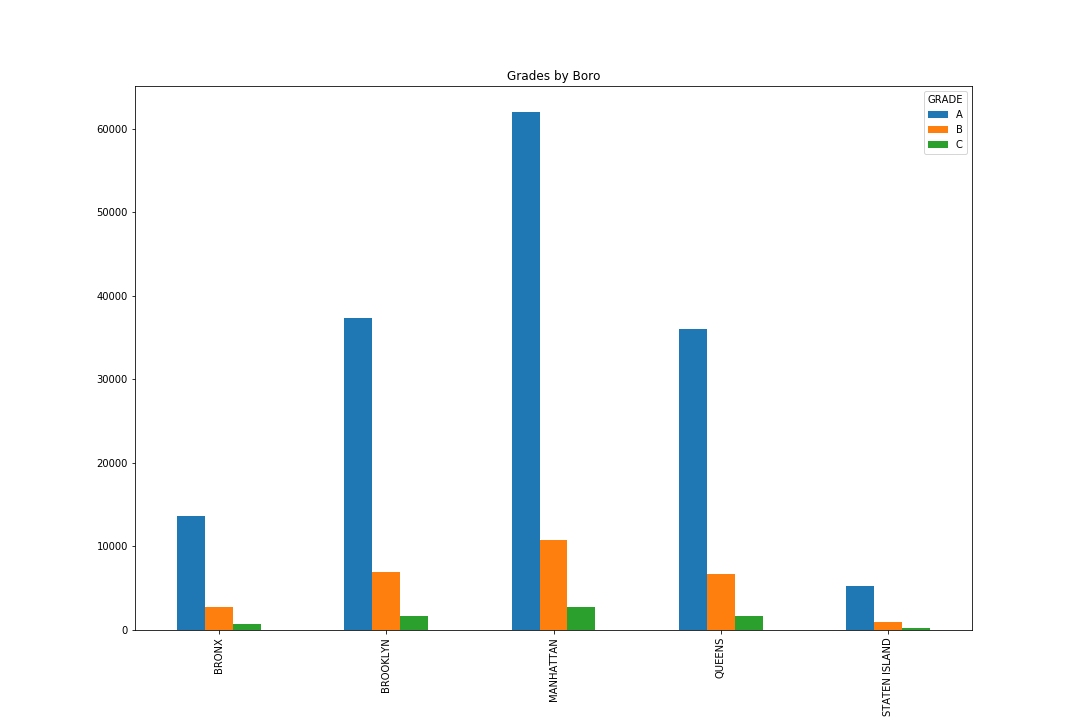 Grades by Boro
GRADE
A
B
C
60000
50000
40000
30000
20000
10000
0
BRONX
BROOKLYN
MANHATTAN
QUEENS
STATEN ISLAND